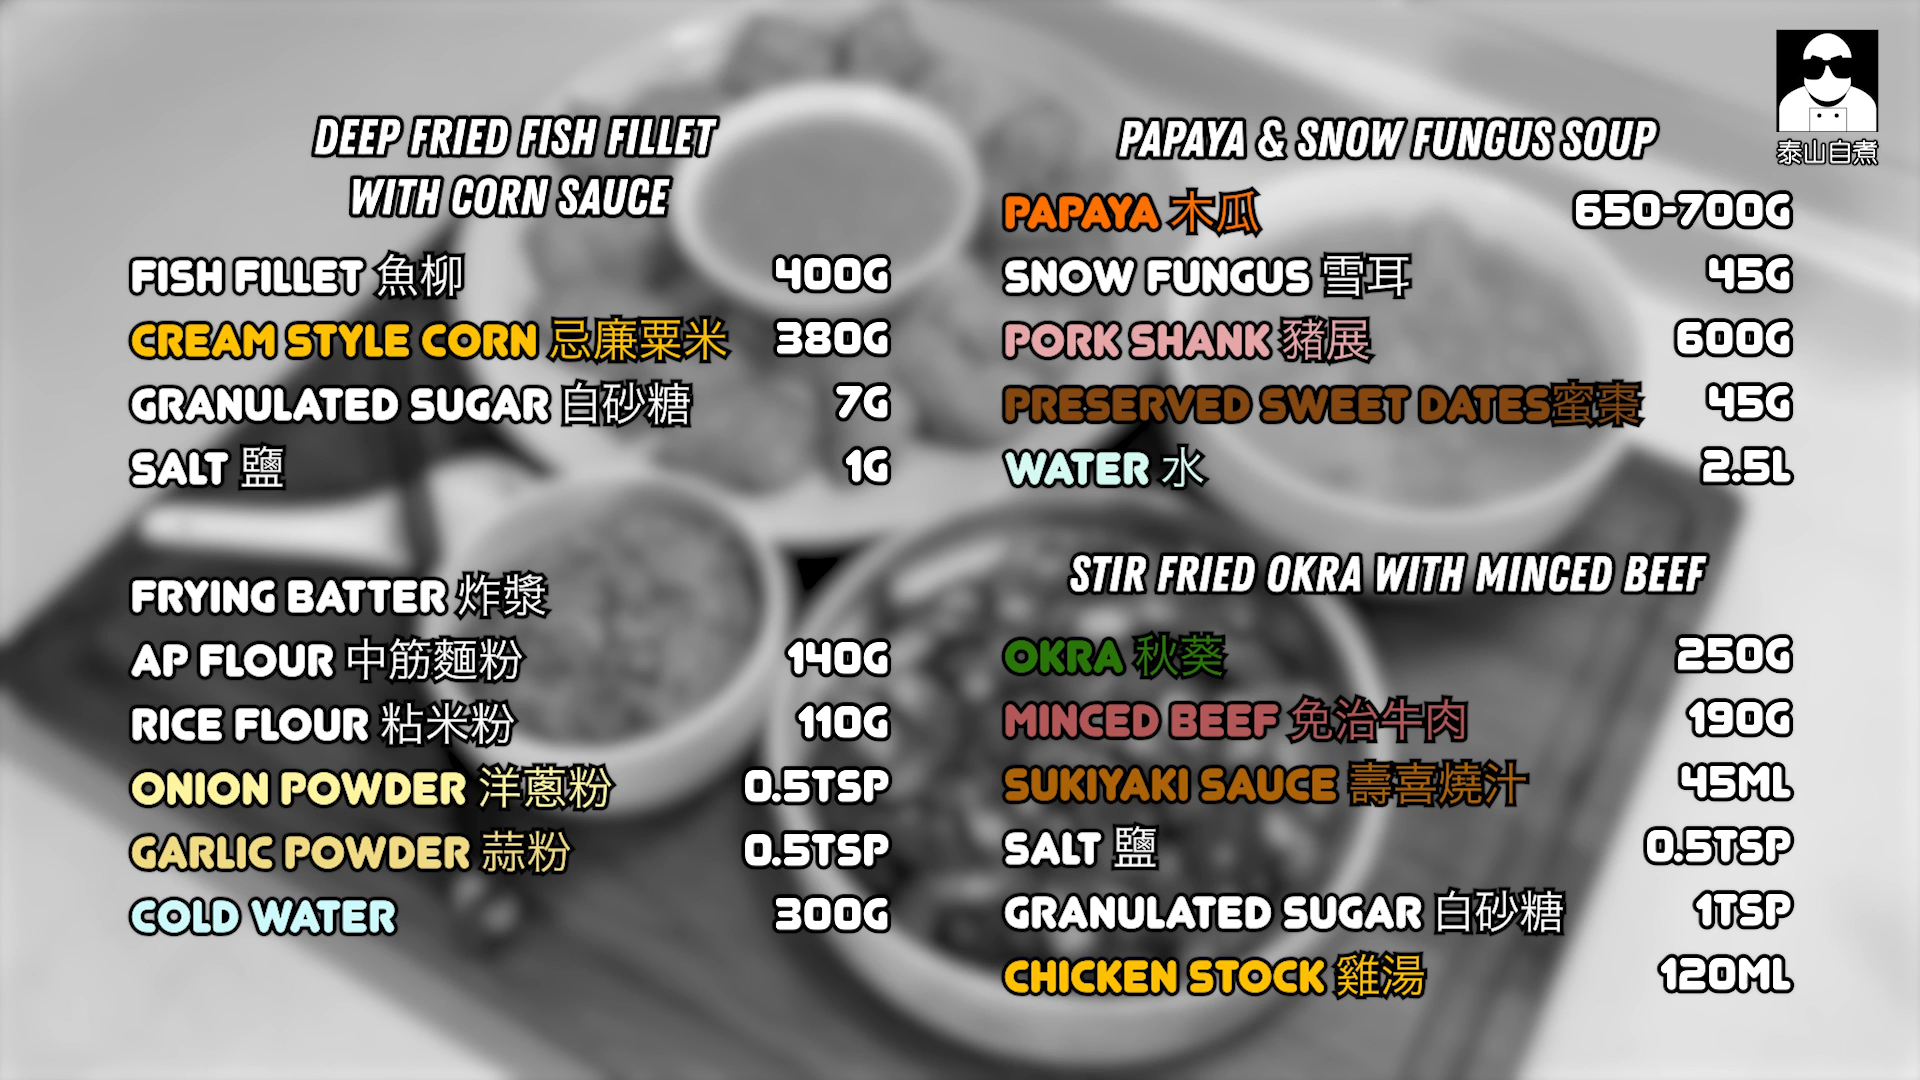 DEEP FRIED FISH FILLET
WITH CORN SAUCE
FISH FILLET 魚柳 400G
CREAM STYLE CORN 忌廉粟米 380G
GRANULATED SUGAR 白砂糖 7G
SALT 鹽 1G
FRYING BATTER 炸漿
AP FLOUR 中筋麵粉 140G
RICE FLOUR 粘米粉 110G
ONION POWDER 洋蔥粉 0.5TSP
GARLIC POWDER 蒜粉 0.5TSP
COLD WATER 300G
PAPAYA & SNOW FUNGUS SOUP
PAPAYA 木瓜 650-700G
SNOW FUNGUS 雪耳 45G
PORK SHANK 豬展 600G
PRESERVED SWEET DATES蜜棗 45G
WATER 水 2.5L
STIR FRIED OKRA WITH MINCED BEEF
OKRA 秋葵 250G
MINCED BEEF 免治牛肉 190G
SUKIYAKI SAUCE 壽喜燒汁 45ML
SALT 鹽 0.5TSP
GRANULATED SUGAR 白砂糖 1TSP
CHICKEN STOCK 雞湯 120ML
泰山自煮